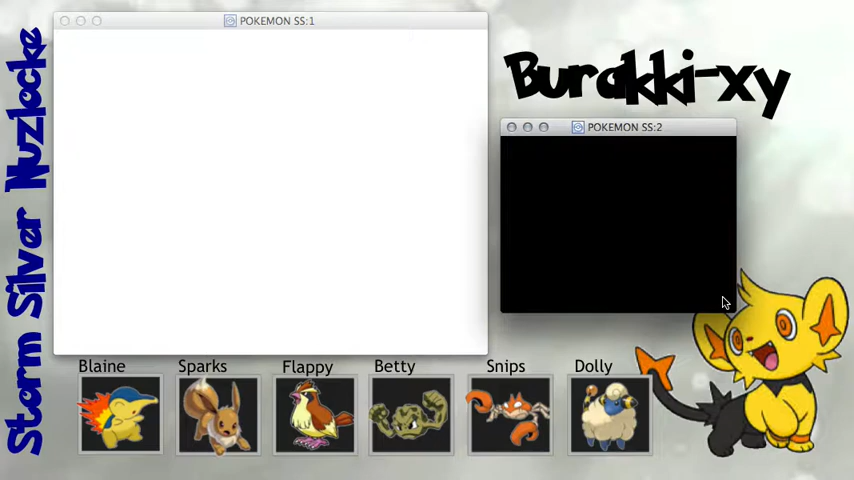 Storm Silver Nuzlocke
POKEMON SS:1
Burakki-xy
POKEMON SS:2
Blaine
Sparks
Flappy
Betty
Snips
Dolly